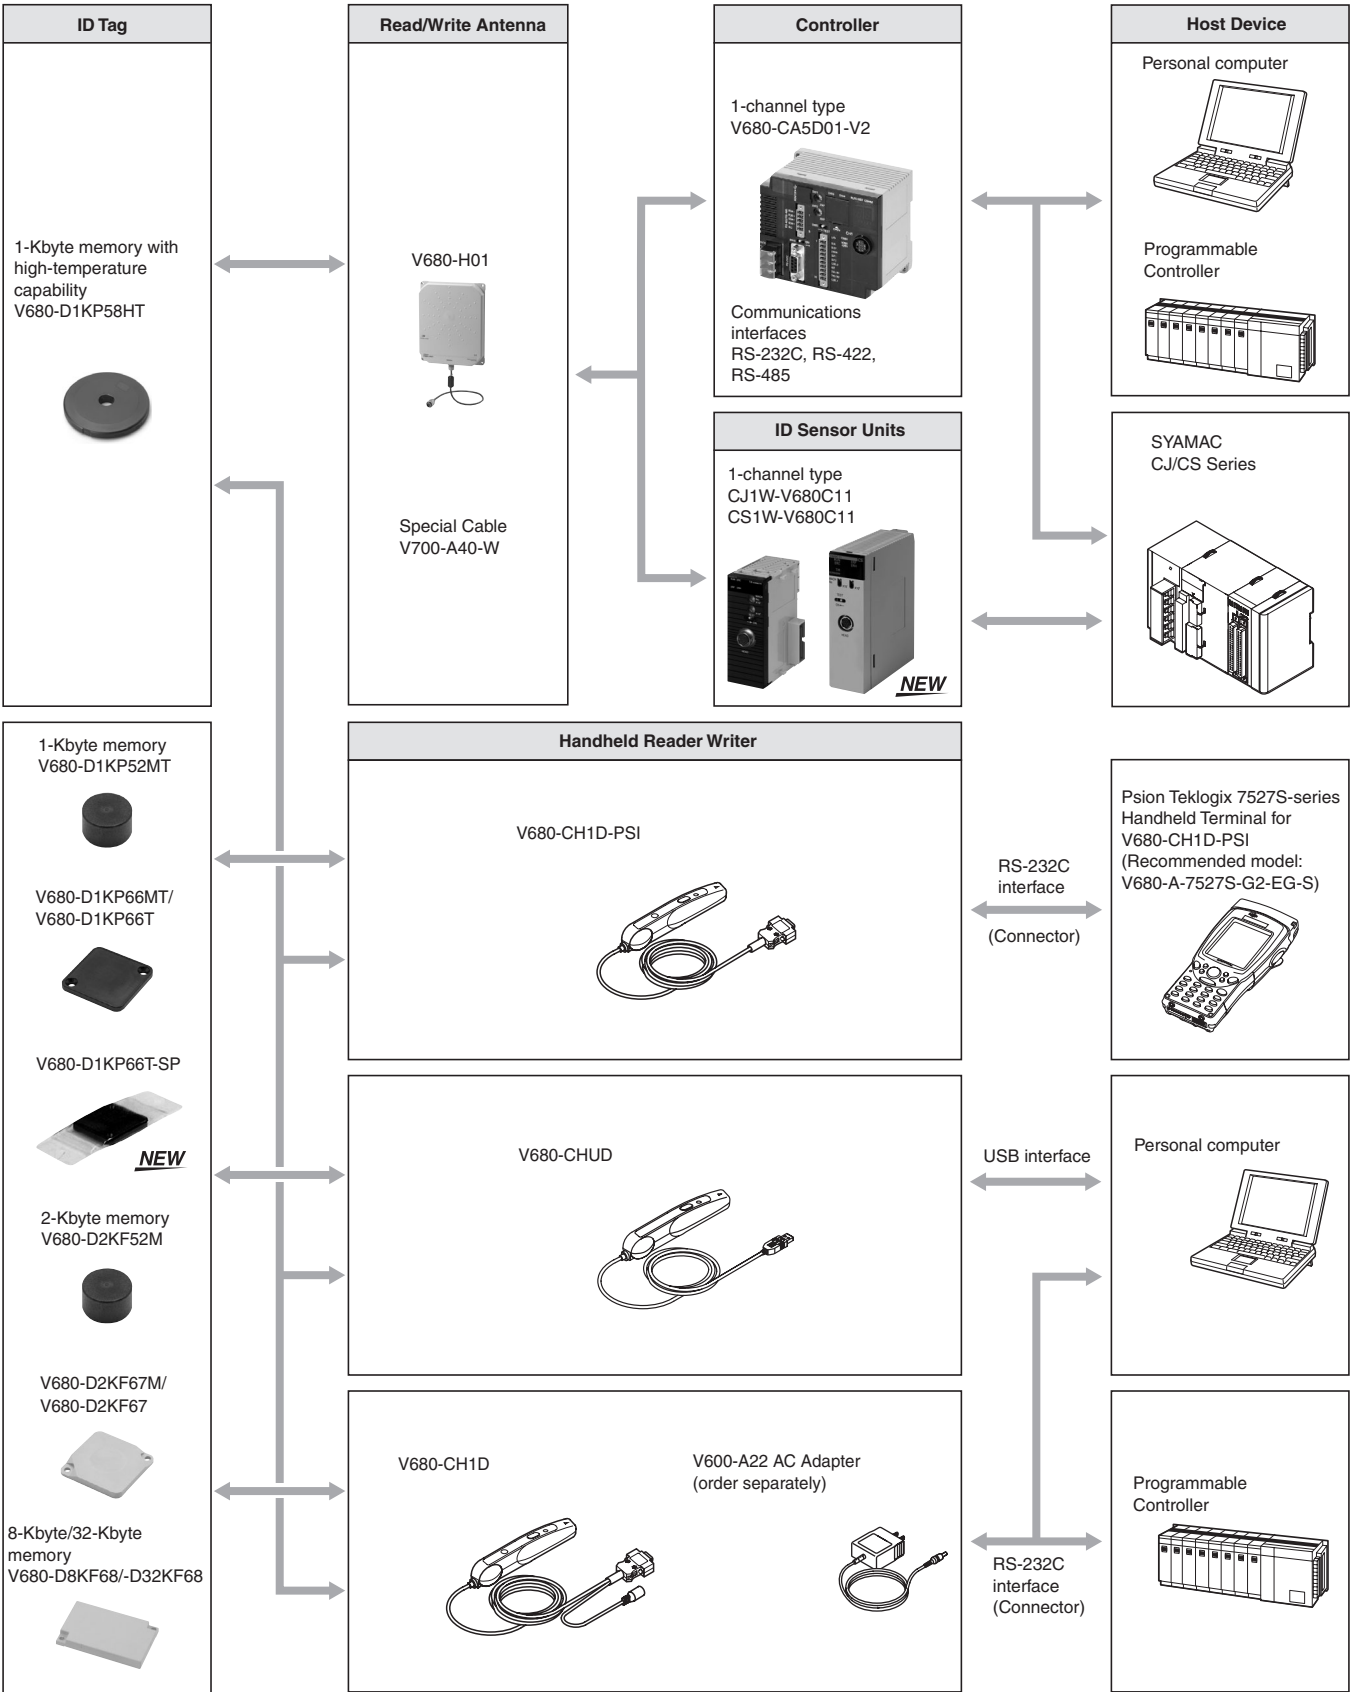 ID Tag
Read/Write Antenna
Controller
Host Device
1-Kbyte memory with
high-temperature
capability
V680-D1KP58HT
V680-H01
Special Cable
V700-A40-W
1-channel type
V680-CA5D01-V2
Communications
interfaces
RS-232C, RS-422,
RS-485
Personal computer
Programmable
Controller
ID Sensor Units
1-channel type
CJ1W-V680C11
CS1W-V680C11
NEW
SYAMAC
CJ/CS Series
1-Kbyte memory
V680-D1KP52MT
V680-D1KP66MT/
V680-D1KP66T
V680-D1KP66T-SP
NEW
2-Kbyte memory
V680-D2KF52M
V680-D2KF67M/
V680-D2KF67
8-Kbyte/32-Kbyte
memory
V680-D8KF68/-D32KF68
Handheld Reader Writer
V680-CH1D-PSI
RS-232C
interface
(Connector)
Psion Teklogix 7527S-series
Handheld Terminal for
V680-CH1D-PSI
(Recommended model:
V680-A-7527S-G2-EG-S)
V680-CHUD
USB interface
Personal computer
V680-CH1D
V600-A22 AC Adapter
(order separately)
RS-232C
interface
(Connector)
Programmable
Controller